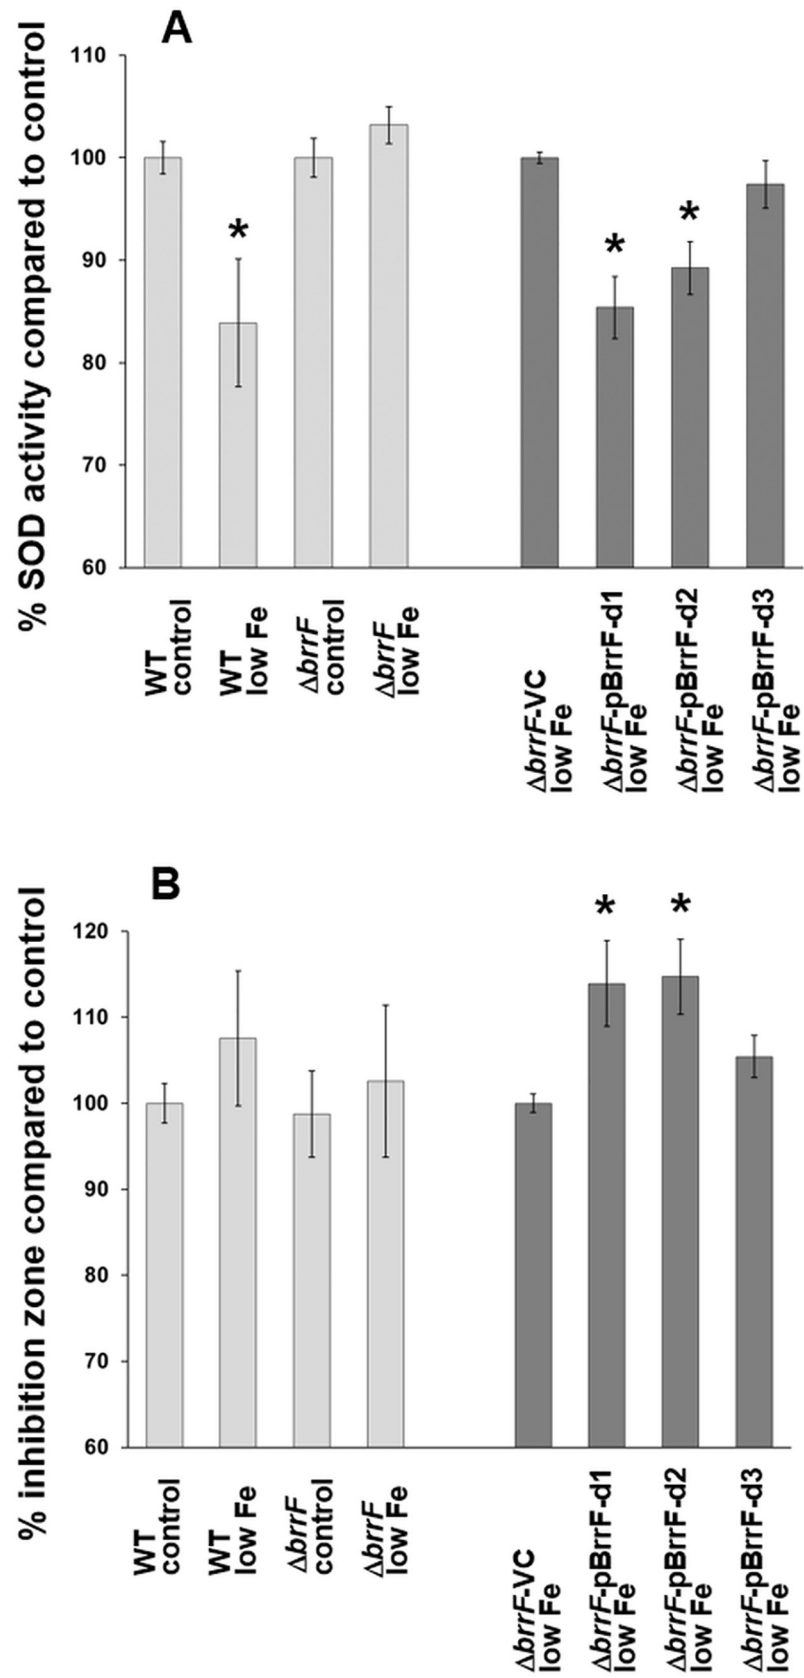 A
% SOD activity compared to control
110
100
90
80
70
60
*
*
*
WT
control
WT
low Fe
ΔbrrF
control
ΔbrrF
low Fe
ΔbrrF-VC
low Fe
ΔbrrF-pBrrF-d1
low Fe
ΔbrrF-pBrrF-d2
low Fe
ΔbrrF-pBrrF-d3
low Fe
B
% inhibition zone compared to control
120
110
100
90
80
70
60
*
*
WT
control
WT
low Fe
ΔbrrF
control
ΔbrrF
low Fe
ΔbrrF-VC
low Fe
ΔbrrF-pBrrF-d1
low Fe
ΔbrrF-pBrrF-d2
low Fe
ΔbrrF-pBrrF-d3
low Fe